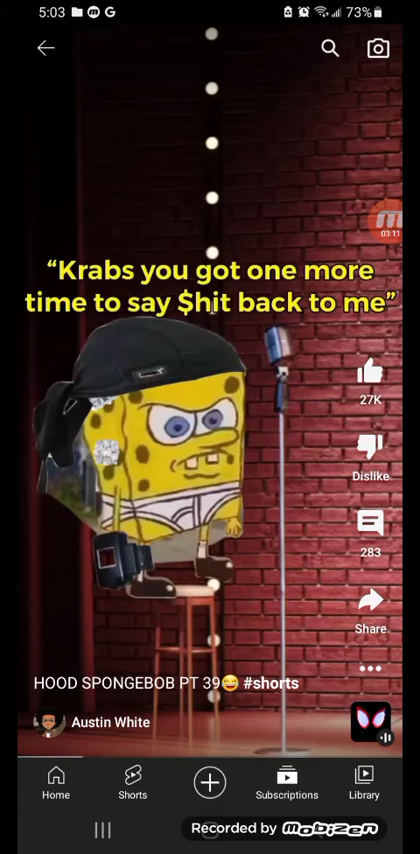 5:03
G
73%
03:11
“Krabs you got one more
time to say $hit back to me”
27K
Dislike
283
Share
HOOD SPONGEBOB PT 39😂 #shorts
Austin White
Home
Shorts
Subscriptions
Library
Recorded by mobizen